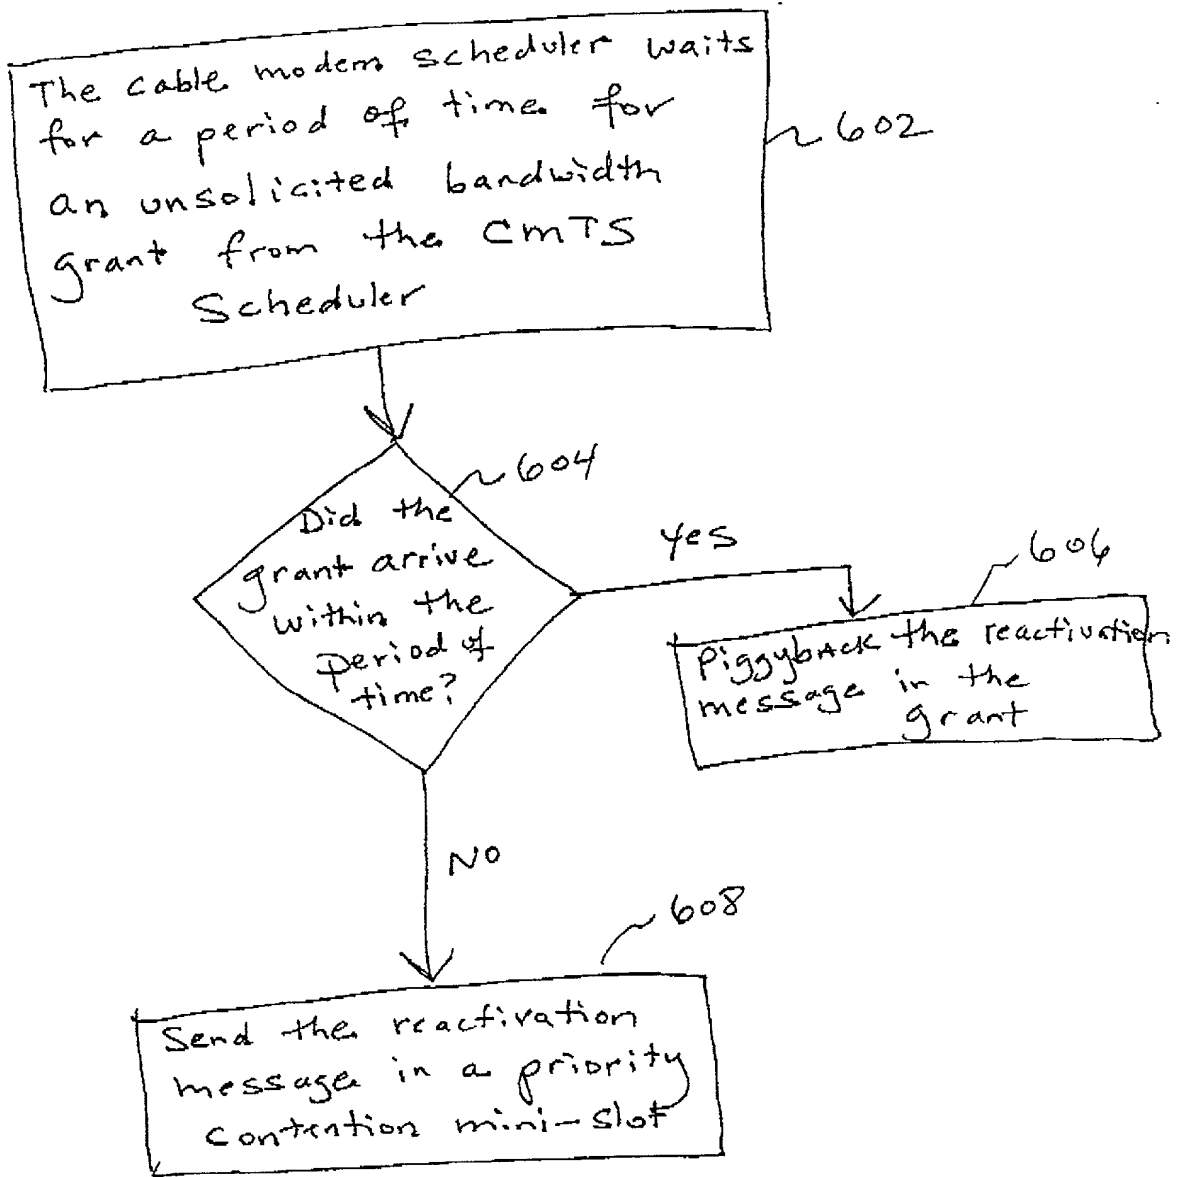 The cable modem scheduler waits
for a period of time for
an unsolicited bandwidth
grant from the CMTS
Scheduler
602
604
Did the
grant arrive
within the
period of
time?
Yes
606
Piggyback the reactivation
message in the
grant
No
608
Send the reactivation
message in a priority
contention mini-slot